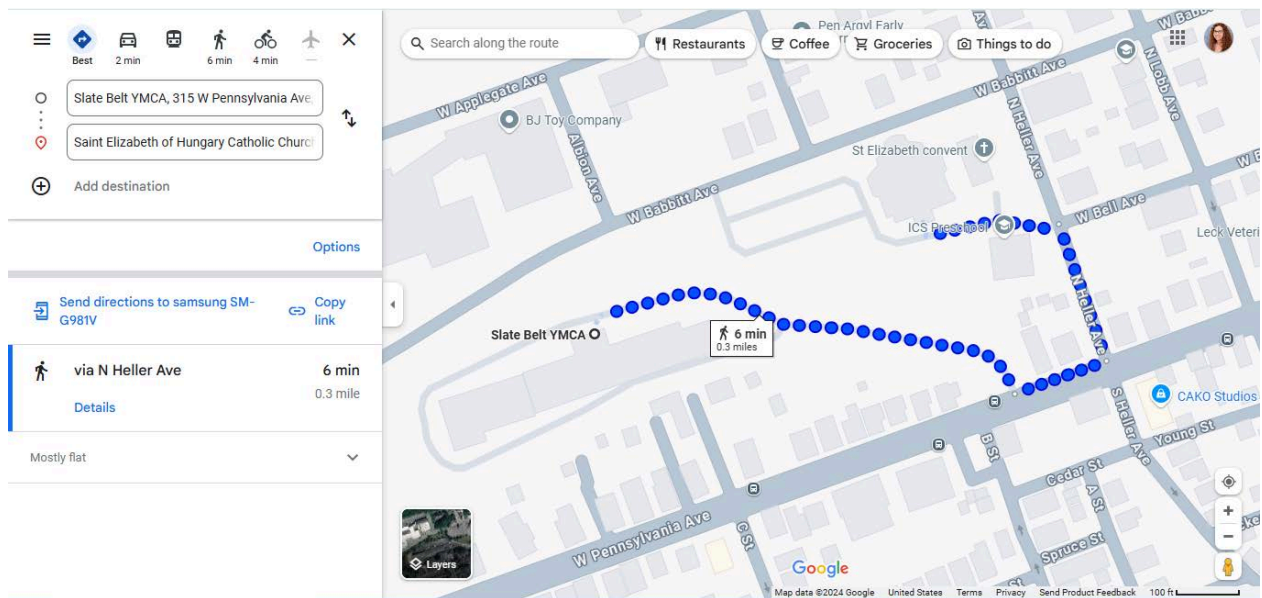 Best
2 min
6 min
4 min
—
Slate Belt YMCA, 315 W Pennsylvania Ave,
Saint Elizabeth of Hungary Catholic Churc
Add destination
Options
Send directions to samsung SM-
G981V
Copy
link
via N Heller Ave
6 min
0.3 mile
Details
Mostly flat
Search along the route
Restaurants
Coffee
Groceries
Things to do
Pen Argyl Early
W Applegate Ave
BJ Toy Company
Albion Ave
W Babbitt Ave
W Babbitt Ave
N Heller Ave
N Lobb Ave
St Elizabeth convent
W Bell Ave
ICS Preschool
Leck Veteri
Slate Belt YMCA
6 min
0.3 miles
N Heller Ave
CAKO Studios
S Heller Ave
Young St
B St
Cedar St
A St
W Pennsylvania Ave
C St
Spruce St
Layers
Google
Map data ©2024 Google
United States
Terms
Privacy
Send Product Feedback
100 ft